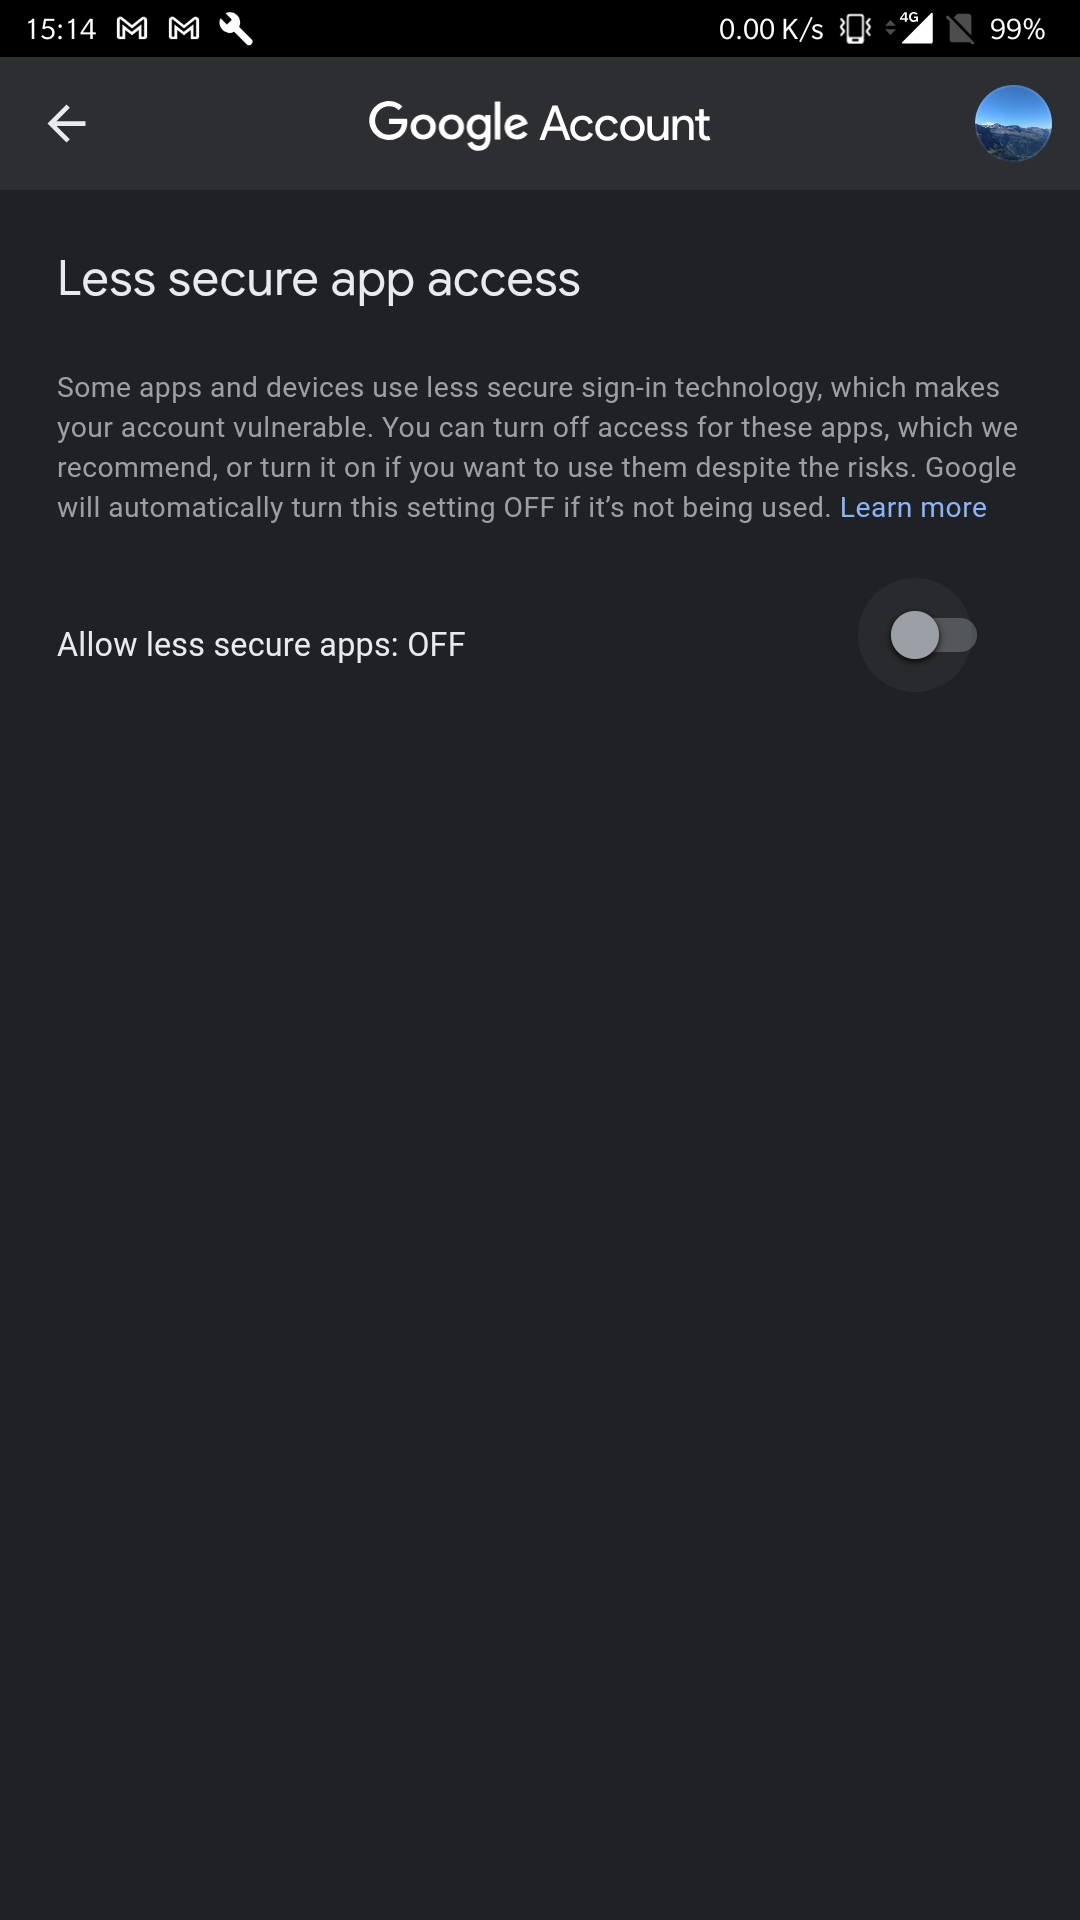 15:14 0.00 K/s 4G 99%
Google Account
Less secure app access
Some apps and devices use less secure sign-in technology, which makes
your account vulnerable. You can turn off access for these apps, which we
recommend, or turn it on if you want to use them despite the risks. Google
will automatically turn this setting OFF if it’s not being used. Learn more
Allow less secure apps: OFF